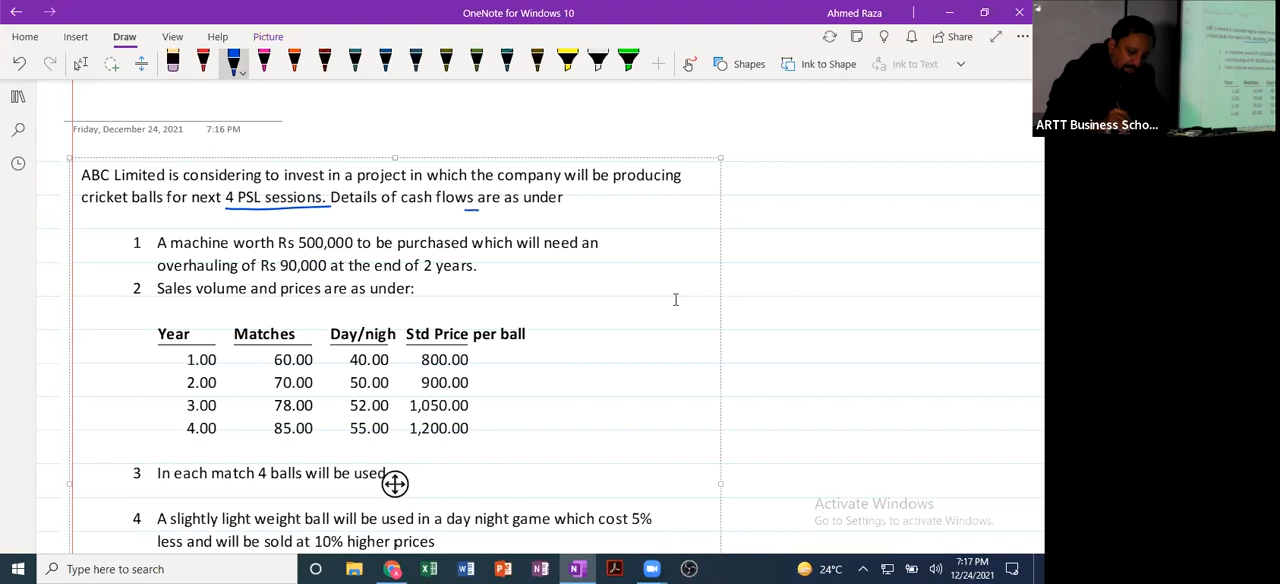 OneNote for Windows 10
Ahmed Raza
Home Insert Draw View Help Picture
Share
Shapes Ink to Shape Ink to Text
ARTT Business Scho...
Friday, December 24, 2021 7:16 PM
ABC Limited is considering to invest in a project in which the company will be producing
cricket balls for next 4 PSL sessions. Details of cash flows are as under
1 A machine worth Rs 500,000 to be purchased which will need an
overhauling of Rs 90,000 at the end of 2 years.
2 Sales volume and prices are as under:
Year Matches Day/nigh Std Price per ball
1.00 60.00 40.00 800.00
2.00 70.00 50.00 900.00
3.00 78.00 52.00 1,050.00
4.00 85.00 55.00 1,200.00
3 In each match 4 balls will be used
4 A slightly light weight ball will be used in a day night game which cost 5%
less and will be sold at 10% higher prices
Activate Windows
Go to Settings to activate Windows.
Type here to search
24°C
7:17 PM
12/24/2021